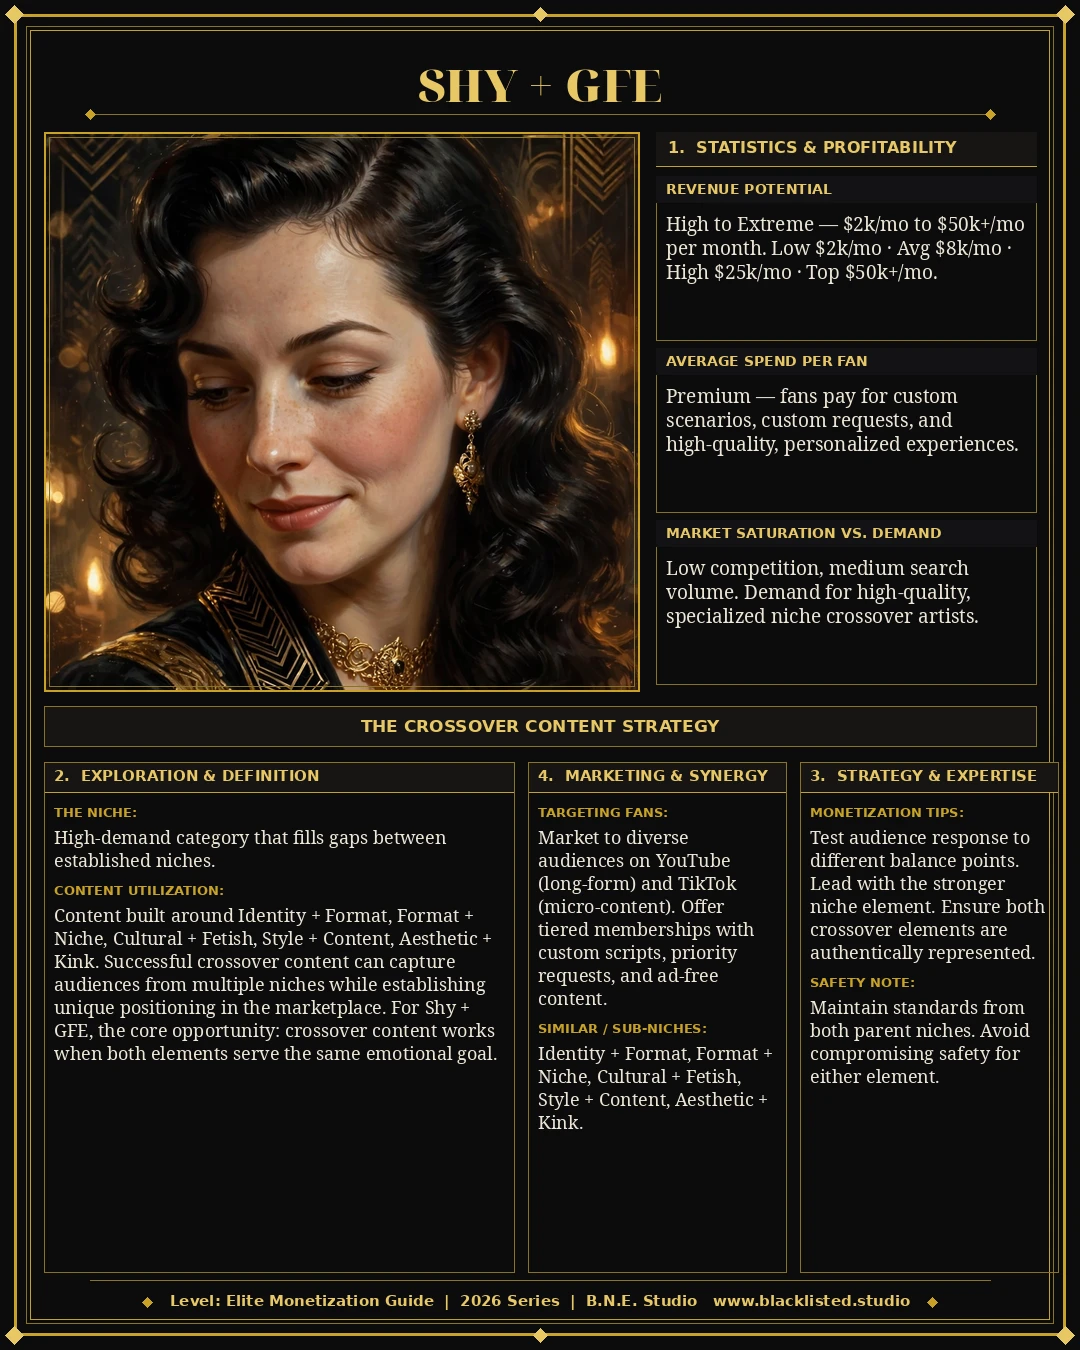 SHY + GFE
1. STATISTICS & PROFITABILITY
REVENUE POTENTIAL
High to Extreme — $2k/mo to $50k+/mo
per month. Low $2k/mo · Avg $8k/mo ·
High $25k/mo · Top $50k+/mo.
AVERAGE SPEND PER FAN
Premium — fans pay for custom
scenarios, custom requests, and
high-quality, personalized experiences.
MARKET SATURATION VS. DEMAND
Low competition, medium search
volume. Demand for high-quality,
specialized niche crossover artists.
THE CROSSOVER CONTENT STRATEGY
2. EXPLORATION & DEFINITION
THE NICHE:
High-demand category that fills gaps between
established niches.
CONTENT UTILIZATION:
Content built around Identity + Format, Format +
Niche, Cultural + Fetish, Style + Content, Aesthetic +
Kink. Successful crossover content can capture
audiences from multiple niches while establishing
unique positioning in the marketplace. For Shy +
GFE, the core opportunity: crossover content works
when both elements serve the same emotional goal.
4. MARKETING & SYNERGY
TARGETING FANS:
Market to diverse
audiences on YouTube
(long-form) and TikTok
(micro-content). Offer
tiered memberships with
custom scripts, priority
requests, and ad-free
content.
SIMILAR / SUB-NICHES:
Identity + Format, Format +
Niche, Cultural + Fetish,
Style + Content, Aesthetic +
Kink.
3. STRATEGY & EXPERTISE
MONETIZATION TIPS:
Test audience response to
different balance points.
Lead with the stronger
niche element. Ensure both
crossover elements are
authentically represented.
SAFETY NOTE:
Maintain standards from
both parent niches. Avoid
compromising safety for
either element.
Level: Elite Monetization Guide | 2026 Series | B.N.E. Studio www.blacklisted.studio